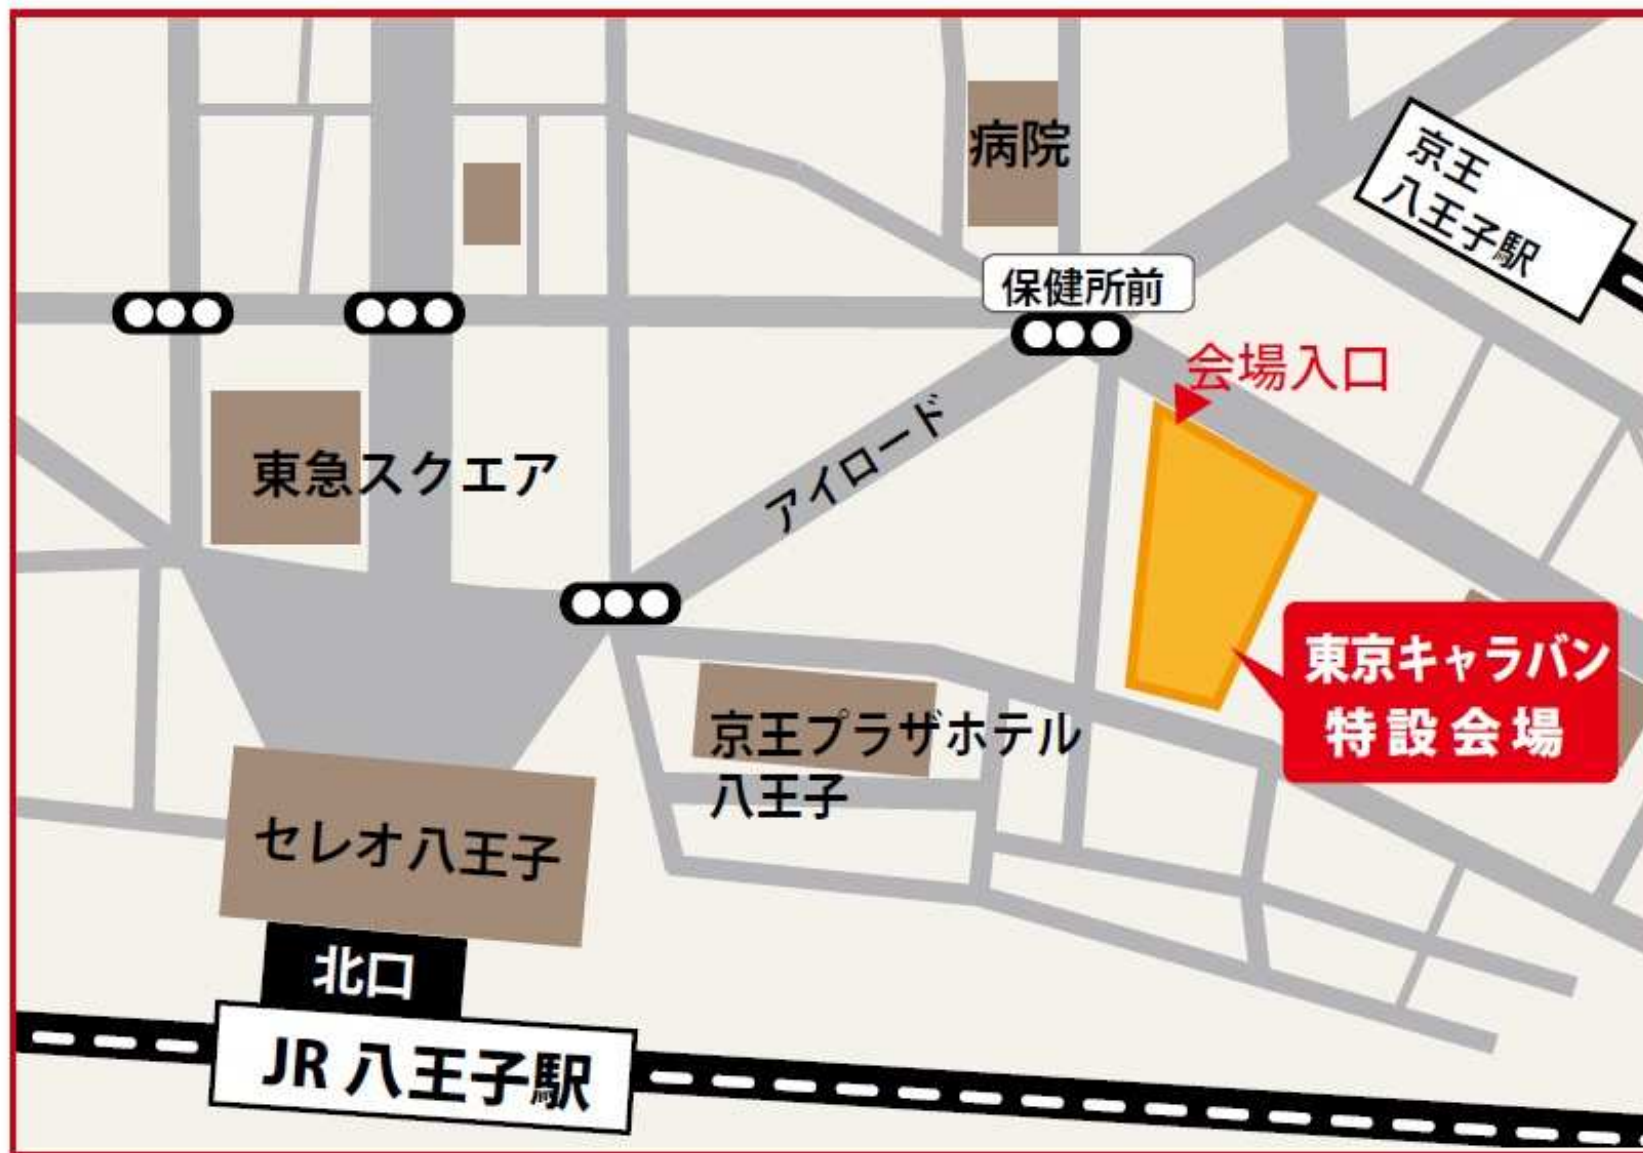 病院
京王
八王子駅
保健所前
会場入口
アイロード
東急スクエア
東京キャラバン
特設会場
京王プラザホテル
八王子
セレオ八王子
北口
JR 八王子駅